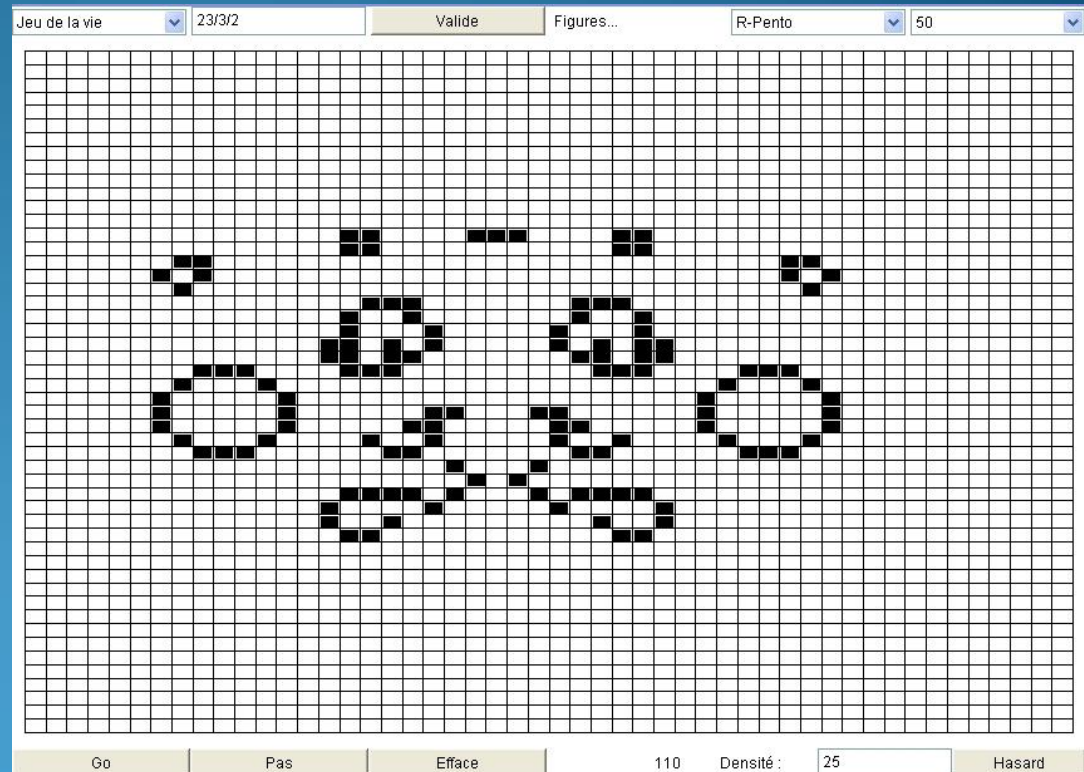 Jeu de la vie 23/3/2 Valide Figures... R-Pento 50
Go Pas Efface 110 Densité : 25 Hasard